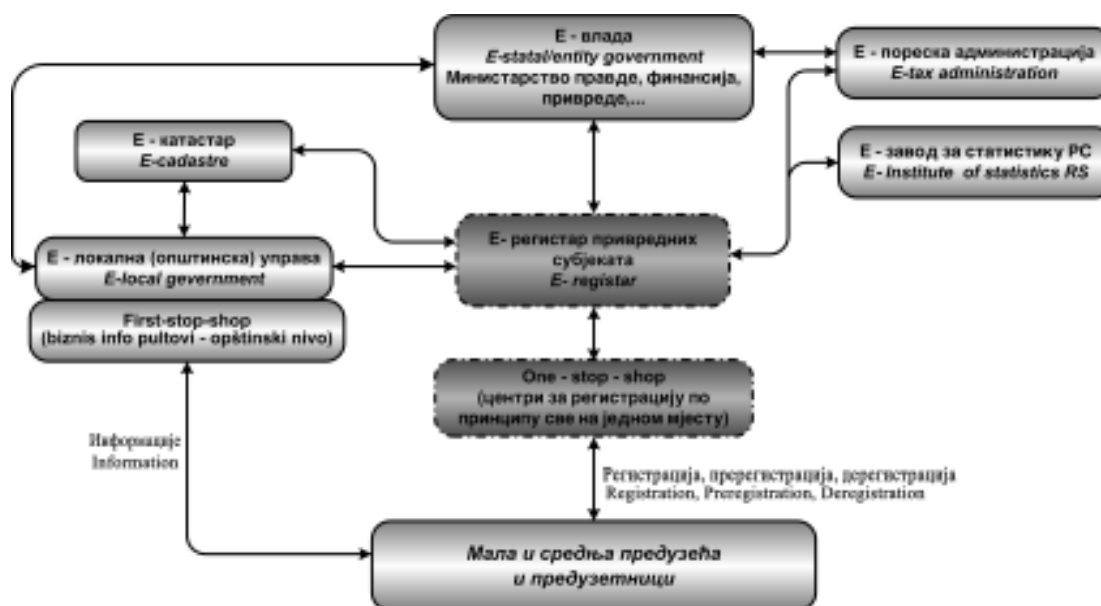 Е - влада
E-statal/entity government
Министарство правде, финансија,
привреде,...
Е - пореска администрација
E-tax administration
Е - катастар
E-cadastre
Е - завод за статистику РС
E- Institute of statistics RS
Е- регистар привредних
субјеката
E- registar
Е - локална (општинска) управа
E-local gevernment
First-stop-shop
(biznis info pultovi - opštinski nivo)
One - stop - shop
(центри за регистрацију по
принципу све на једном мјесту)
Информације
Information
Регистрација, пререгистрација, дерегистрација
Registration, Preregistration, Deregistration
Мала и средња предузећа
и предузетници